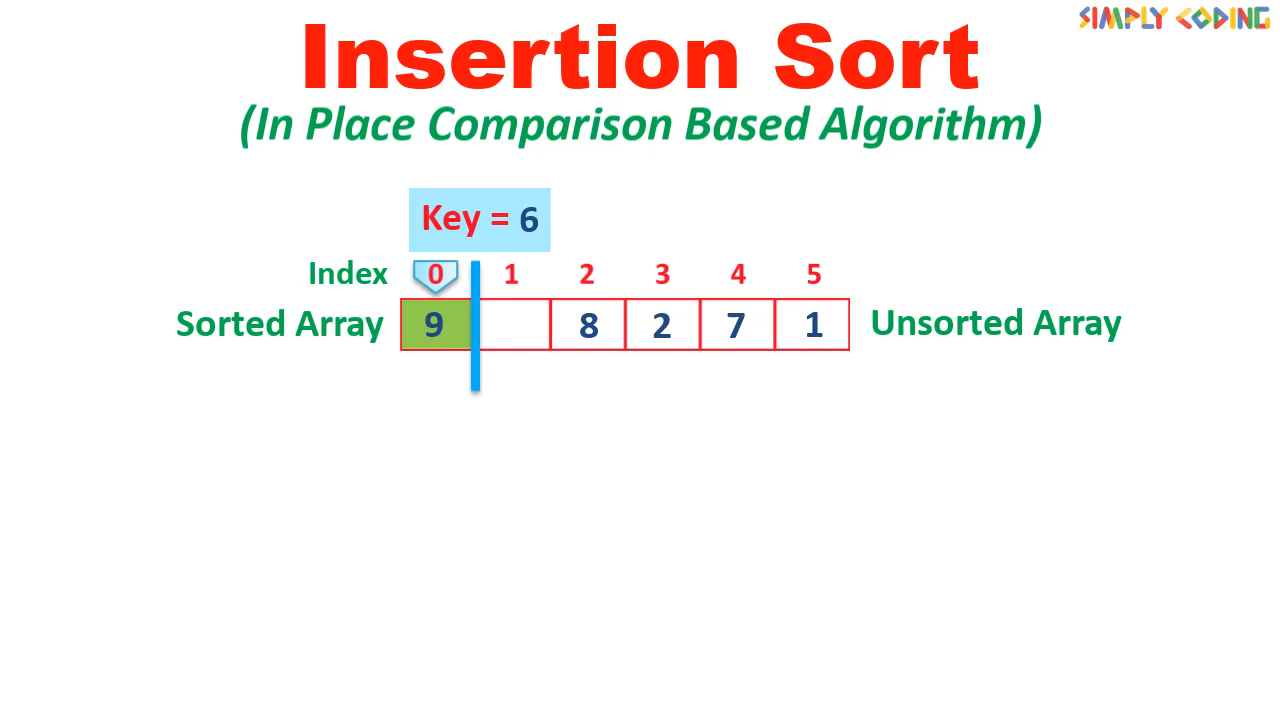 SIMPLY CODING
Insertion Sort
(In Place Comparison Based Algorithm)
Key = 6
Index 0 1 2 3 4 5
Sorted Array 9 8 2 7 1 Unsorted Array